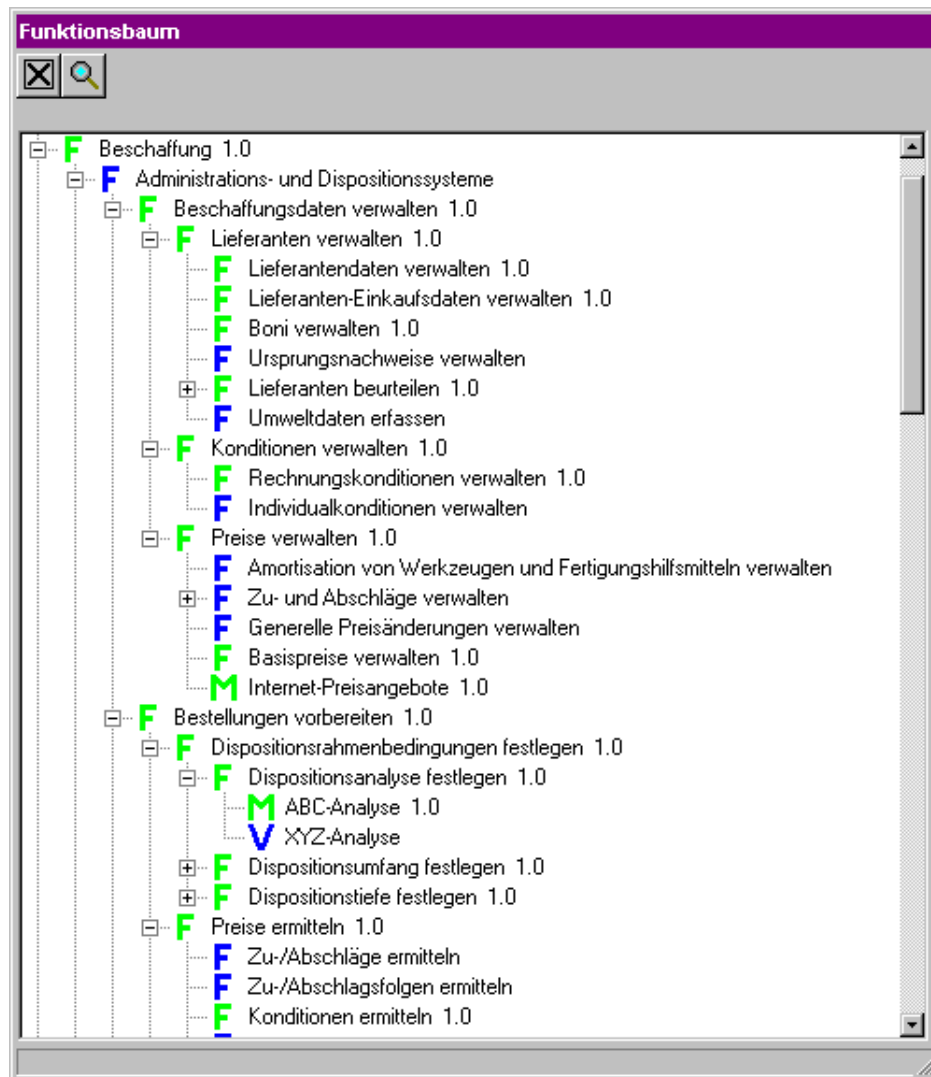 Funktionsbaum
F Beschaffung 1.0
F Administrations- und Dispositionssysteme
F Beschaffungsdaten verwalten 1.0
F Lieferanten verwalten 1.0
F Lieferantendaten verwalten 1.0
F Lieferanten-Einkaufsdaten verwalten 1.0
F Boni verwalten 1.0
F Ursprungsnachweise verwalten
F Lieferanten beurteilen 1.0
F Umweltdaten erfassen
F Konditionen verwalten 1.0
F Rechnungskonditionen verwalten 1.0
F Individualkonditionen verwalten
F Preise verwalten 1.0
F Amortisation von Werkzeugen und Fertigungshilfsmitteln verwalten
F Zu- und Abschläge verwalten
F Generelle Preisänderungen verwalten
F Basispreise verwalten 1.0
M Internet-Preisangebote 1.0
F Bestellungen vorbereiten 1.0
F Dispositionsrahmenbedingungen festlegen 1.0
F Dispositionsanalyse festlegen 1.0
M ABC-Analyse 1.0
V XYZ-Analyse
F Dispositionsumfang festlegen 1.0
F Dispositionstiefe festlegen 1.0
F Preise ermitteln 1.0
F Zu-/Abschläge ermitteln
F Zu-/Abschlagsfolgen ermitteln
F Konditionen ermitteln 1.0